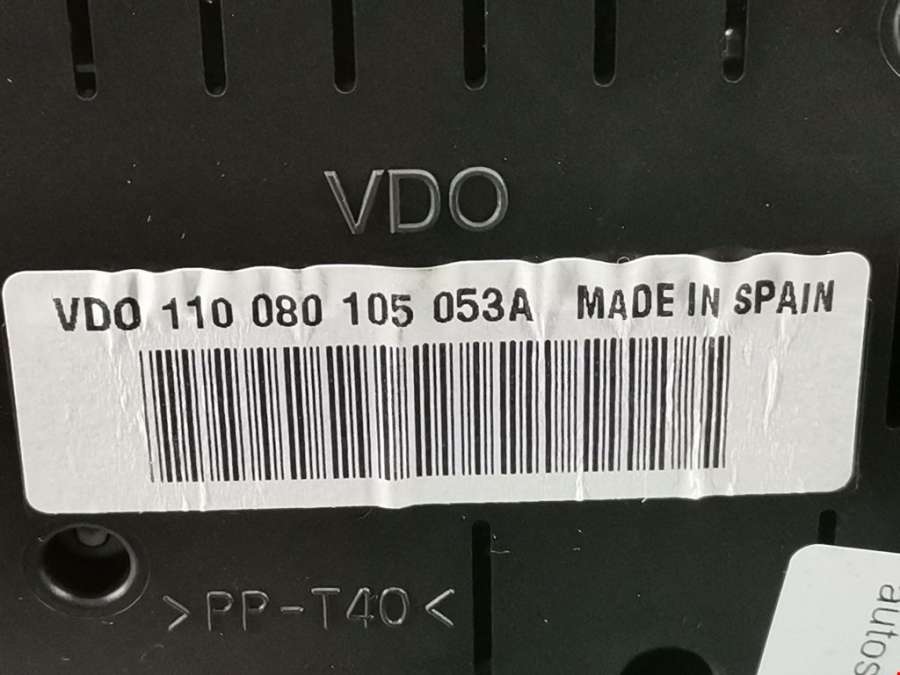 VDO
VDO 110 080 105 053A MADE IN SPAIN
>PP-T40<
autos